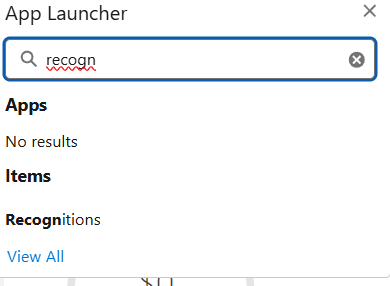 App Launcher
recogn
Apps
No results
Items
Recognitions
View All